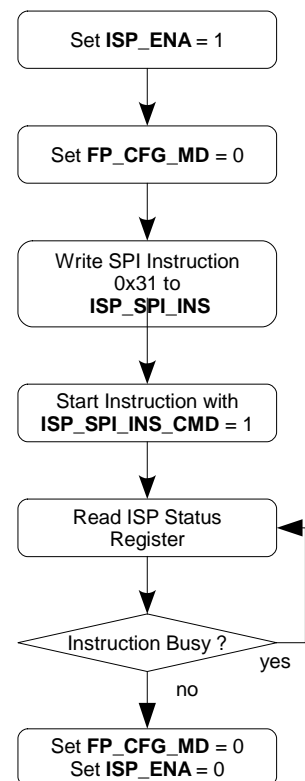 Set ISP_ENA = 1
Set FP_CFG_MD = 0
Write SPI Instruction
0x31 to
ISP_SPI_INS
Start Instruction with
ISP_SPI_INS_CMD = 1
Read ISP Status
Register
Instruction Busy ?
yes
no
Set FP_CFG_MD = 0
Set ISP_ENA = 0